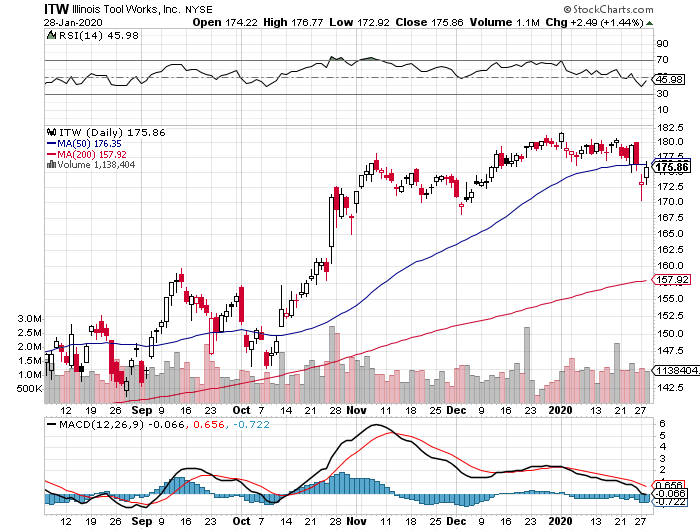 ITW Illinois Tool Works, Inc. NYSE © StockCharts.com
28-Jan-2020 Open 174.22 High 176.77 Low 172.92 Close 175.86 Volume 1.1M Chg +2.49 (+1.44%)
RSI(14) 45.98
90
70
50
45.98
30
10
ITW (Daily) 175.86
MA(50) 176.35
MA(200) 157.92
Volume 1,138,404
182.5
180.0
177.5
175.86
172.5
170.0
167.5
165.0
162.5
160.0
157.92
155.0
152.5
150.0
147.5
145.0
142.5
3.0M
2.5M
2.0M
1.5M
1.0M
500K
1138404
12 19 26 Sep 9 16 23 Oct 7 14 21 28 Nov 11 18 25 Dec 9 16 23 2020 13 21 27
MACD(12,26,9) -0.066, 0.656, -0.722
6
5
4
3
2
1
0.656
-0.066
-0.722
12 19 26 Sep 9 16 23 Oct 7 14 21 28 Nov 11 18 25 Dec 9 16 23 2020 13 21 27